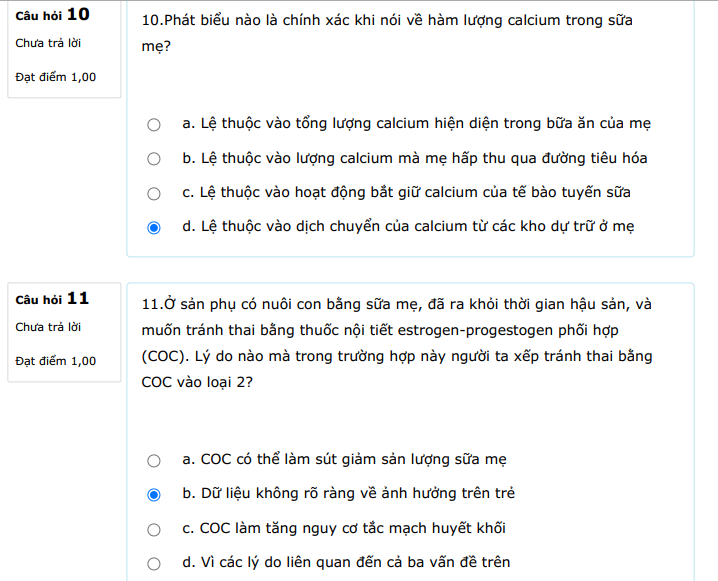 Câu hỏi 10
Chưa trả lời
Đạt điểm 1,00
10.Phát biểu nào là chính xác khi nói về hàm lượng calcium trong sữa
mẹ?
a. Lệ thuộc vào tổng lượng calcium hiện diện trong bữa ăn của mẹ
b. Lệ thuộc vào lượng calcium mà mẹ hấp thu qua đường tiêu hóa
c. Lệ thuộc vào hoạt động bắt giữ calcium của tế bào tuyến sữa
d. Lệ thuộc vào dịch chuyển của calcium từ các kho dự trữ ở mẹ
Câu hỏi 11
Chưa trả lời
Đạt điểm 1,00
11.Ở sản phụ có nuôi con bằng sữa mẹ, đã ra khỏi thời gian hậu sản, và
muốn tránh thai bằng thuốc nội tiết estrogen-progestogen phối hợp
(COC). Lý do nào mà trong trường hợp này người ta xếp tránh thai bằng
COC vào loại 2?
a. COC có thể làm sút giảm sản lượng sữa mẹ
b. Dữ liệu không rõ ràng về ảnh hưởng trên trẻ
c. COC làm tăng nguy cơ tắc mạch huyết khối
d. Vì các lý do liên quan đến cả ba vấn đề trên